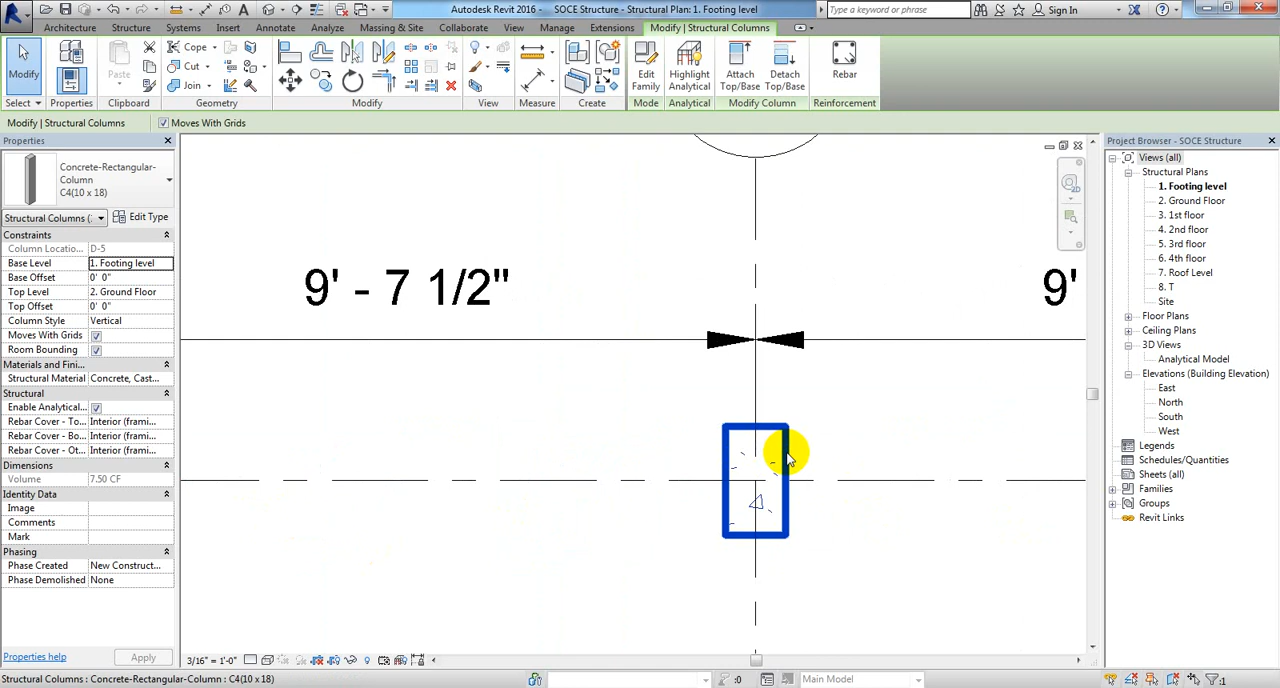 Autodesk Revit 2016 - SOCE Structure - Structural Plan: 1. Footing level
Type a keyword or phrase
Sign In
Architecture Structure Systems Insert Annotate Analyze Massing & Site Collaborate View Manage Extensions Modify | Structural Columns
Modify
Properties
Paste
Cope
Cut
Join
Edit Family
Highlight Analytical
Attach Top/Base
Detach Top/Base
Rebar
Select Properties Clipboard Geometry Modify View Measure Create Mode Analytical Modify Column Reinforcement
Modify | Structural Columns Moves With Grids
Properties
Concrete-Rectangular-
Column
C4(10 x 18)
Structural Columns (: Edit Type
Constraints
Column Locatio... D-5
Base Level 1. Footing level
Base Offset 0' 0"
Top Level 2. Ground Floor
Top Offset 0' 0"
Column Style Vertical
Moves With Grids
Room Bounding
Materials and Fini...
Structural Material Concrete, Cast...
Structural
Enable Analytical...
Rebar Cover - To... Interior (frami...
Rebar Cover - Bo... Interior (frami...
Rebar Cover - Ot... Interior (frami...
Dimensions
Volume 7.50 CF
Identity Data
Image
Comments
Mark
Phasing
Phase Created New Construct...
Phase Demolished None
Properties help Apply
9' - 7 1/2"
9'
2D
Project Browser - SOCE Structure
Views (all)
Structural Plans
1. Footing level
2. Ground Floor
3. 1st floor
4. 2nd floor
5. 3rd floor
6. 4th floor
7. Roof Level
8. T
Site
Floor Plans
Ceiling Plans
3D Views
Analytical Model
Elevations (Building Elevation)
East
North
South
West
Legends
Schedules/Quantities
Sheets (all)
Families
Groups
Revit Links
3/16" = 1'-0"
Structural Columns : Concrete-Rectangular-Column : C4(10 x 18)
:0
Main Model
:1